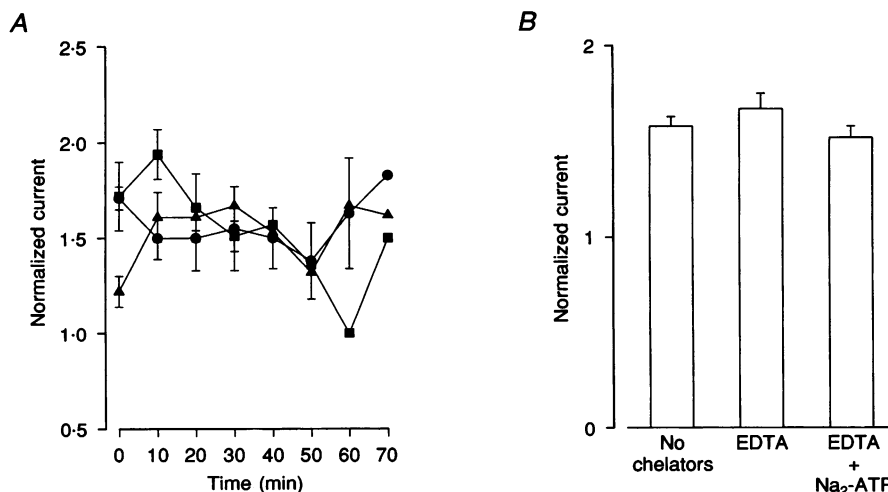 A
2·5
2·0
1·5
1·0
0·5
Normalized current
0 10 20 30 40 50 60 70
Time (min)
B
2
1
0
Normalized current
No chelators
EDTA
EDTA + Na₂-ATP